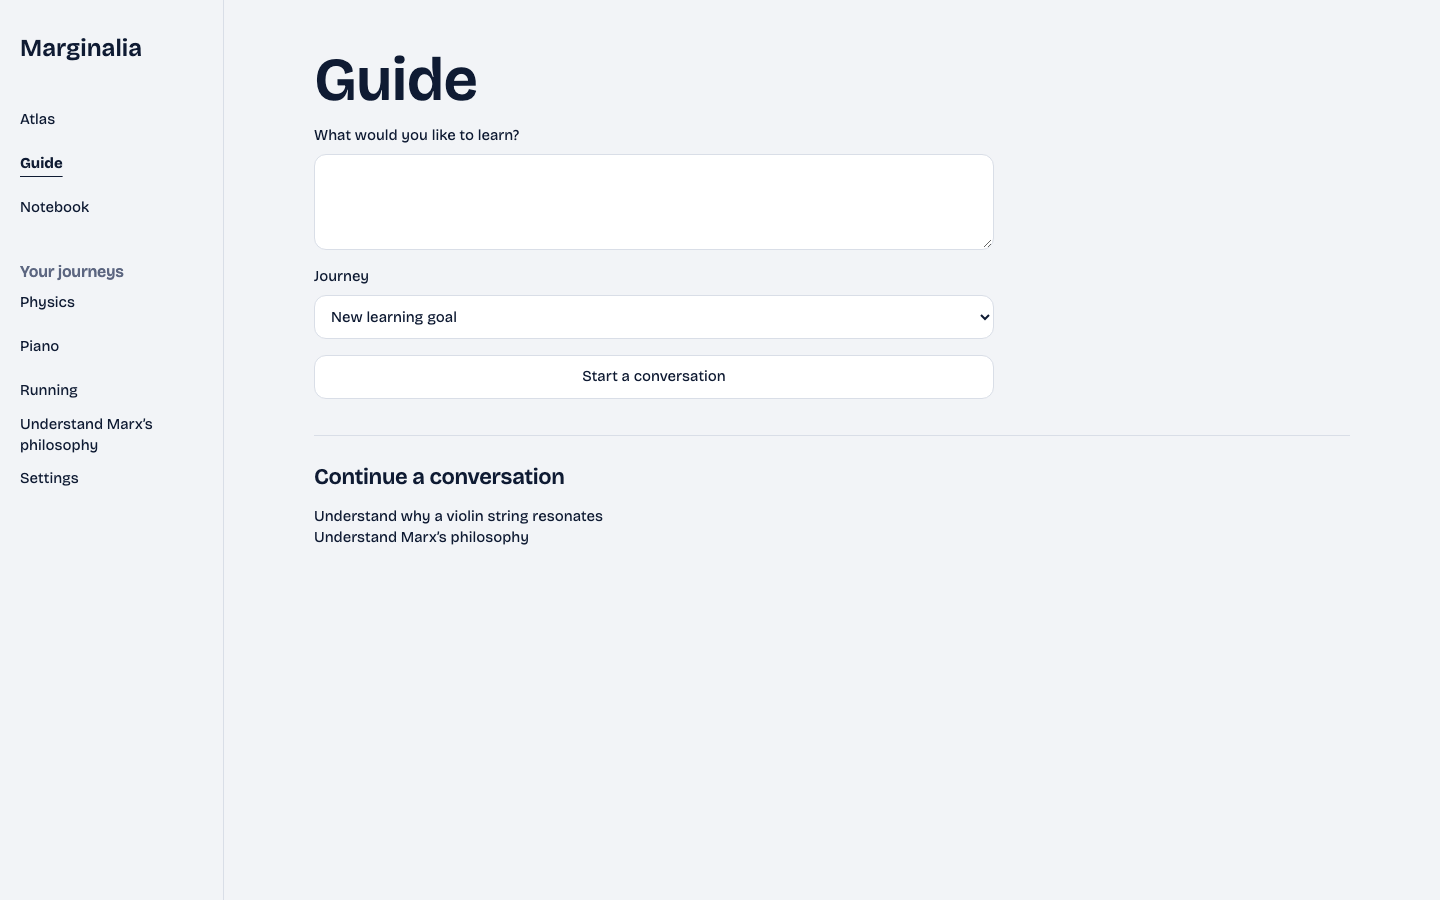 Marginalia
Atlas
Guide
Notebook
Your journeys
Physics
Piano
Running
Understand Marx's
philosophy
Settings
Guide
What would you like to learn?
Journey
New learning goal
Start a conversation
Continue a conversation
Understand why a violin string resonates
Understand Marx's philosophy